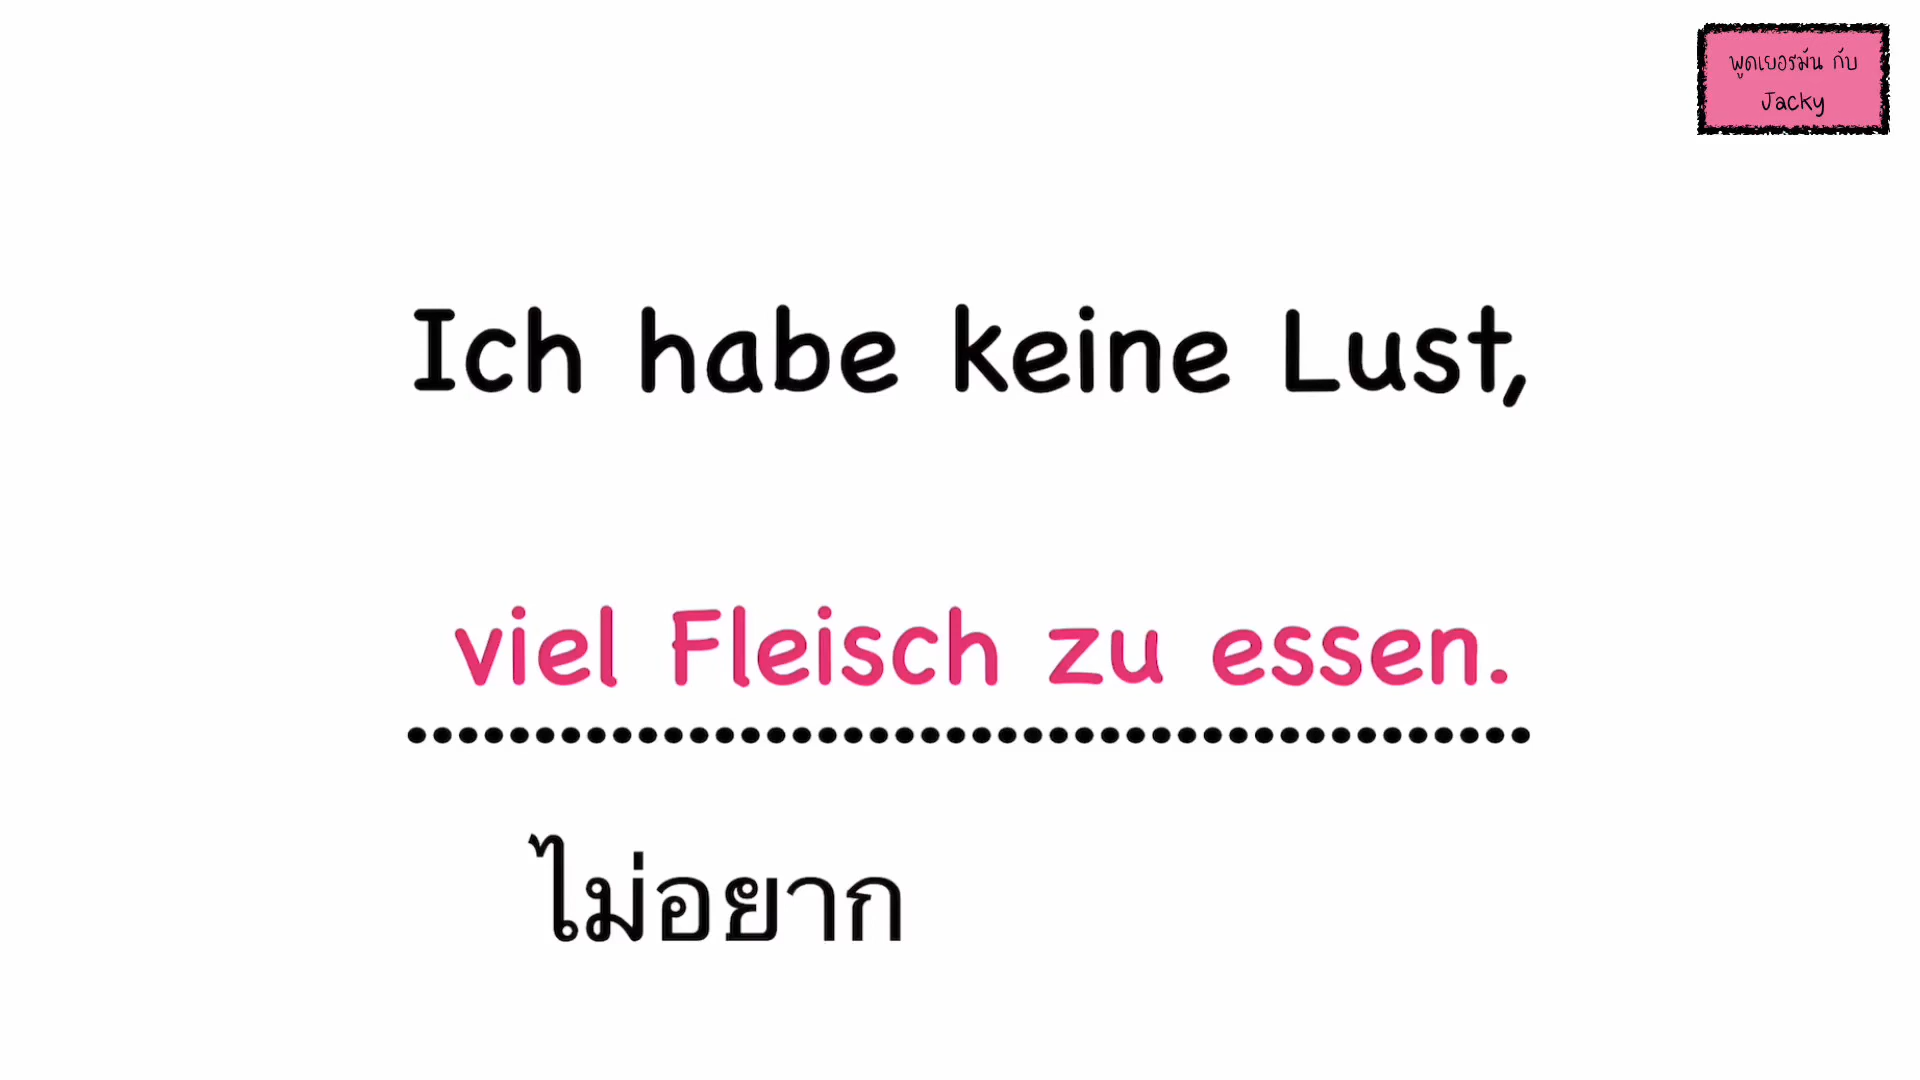 พูดเยอรมัน กับ
Jacky
Ich habe keine Lust,
viel Fleisch zu essen.
ไม่อยาก